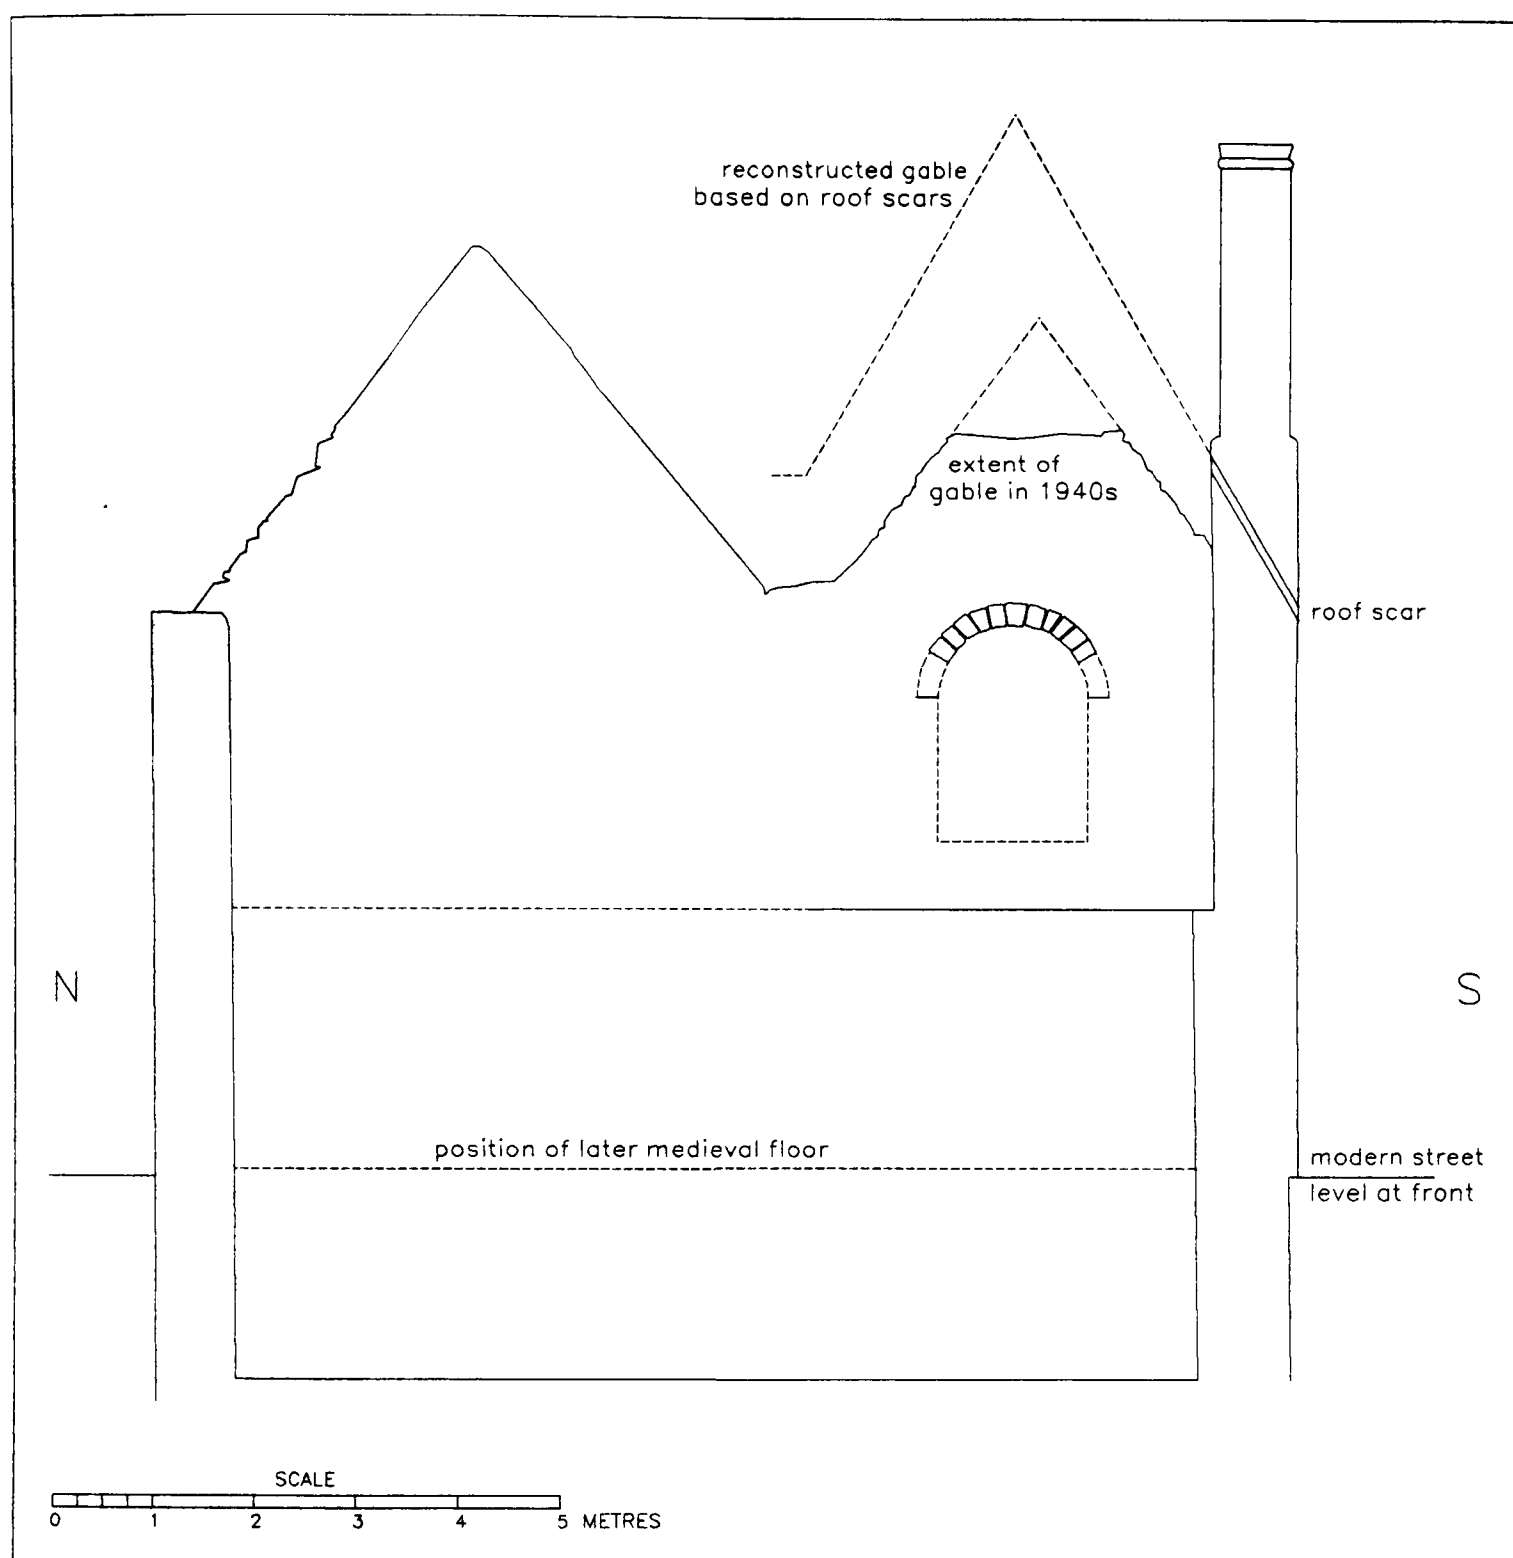 reconstructed gable
based on roof scars
extent of
gable in 1940s
roof scar
N
S
position of later medieval floor
modern street
level at front
SCALE
0 1 2 3 4 5 METRES